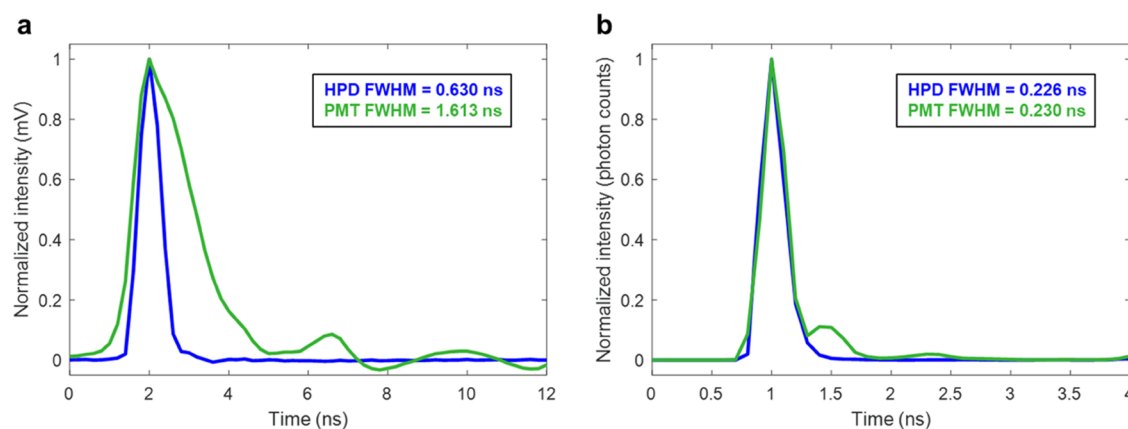 a
HPD FWHM = 0.630 ns
PMT FWHM = 1.613 ns
Normalized intensity (mV)
1
0.8
0.6
0.4
0.2
0
0 2 4 6 8 10 12
Time (ns)
b
HPD FWHM = 0.226 ns
PMT FWHM = 0.230 ns
Normalized intensity (photon counts)
1
0.8
0.6
0.4
0.2
0
0 0.5 1 1.5 2 2.5 3 3.5 4
Time (ns)